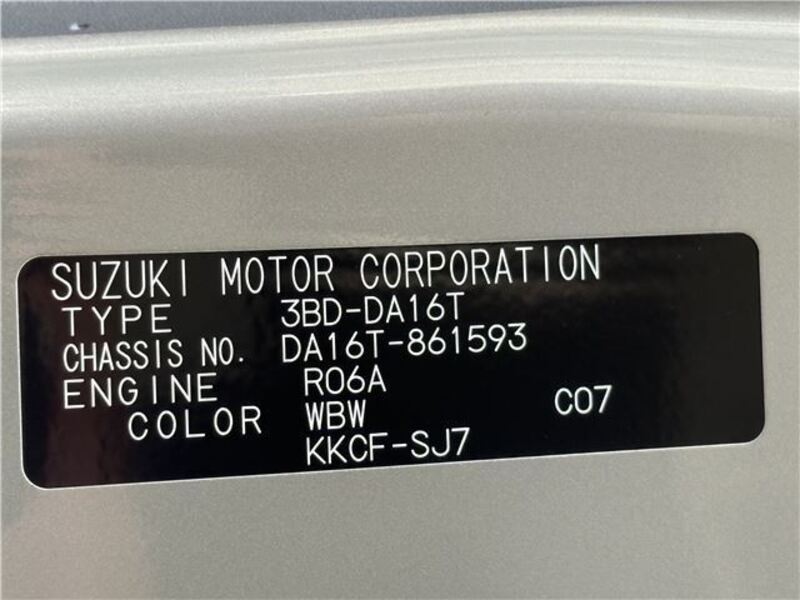 SUZUKI MOTOR CORPORATION
TYPE 3BD-DA16T
CHASSIS NO. DA16T-861593
ENGINE R06A
COLOR WBW C07
KKCF-SJ7